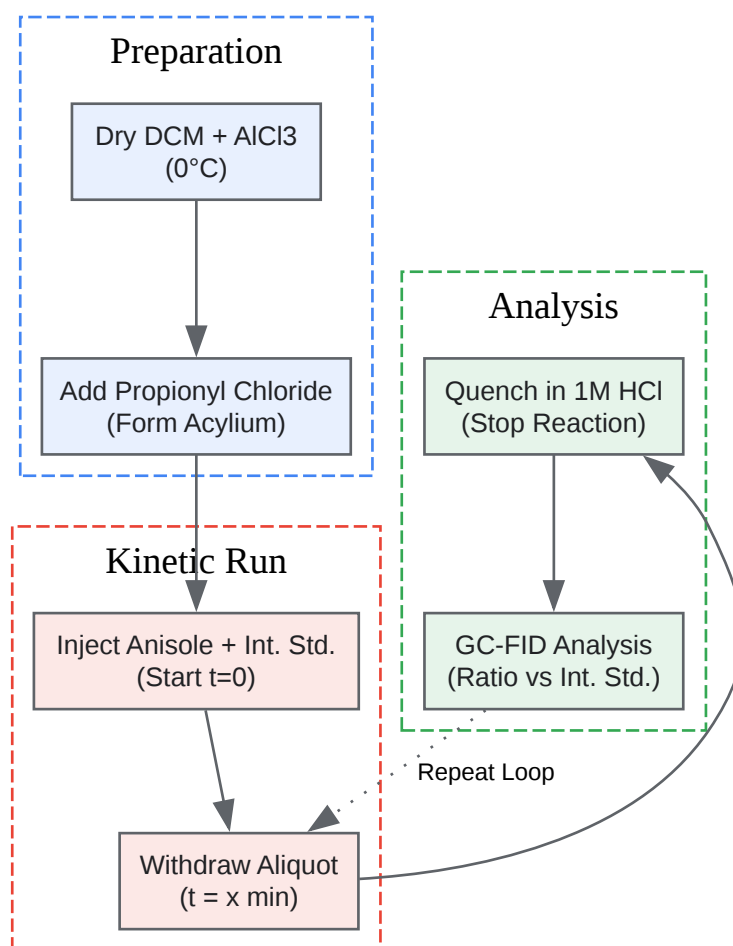 Preparation
Dry DCM + AlCl3
(0°C)
Add Propionyl Chloride
(Form Acylium)
Kinetic Run
Inject Anisole + Int. Std.
(Start t=0)
Withdraw Aliquot
(t = x min)
Analysis
Quench in 1M HCl
(Stop Reaction)
GC-FID Analysis
(Ratio vs Int. Std.)
Repeat Loop